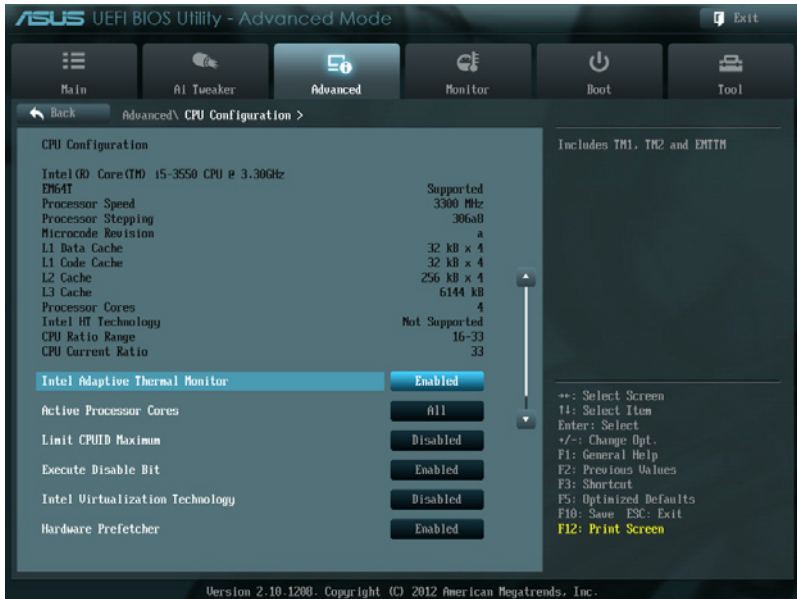 ASUS UEFI BIOS Utility - Advanced Mode
Exit
Main
Ai Tweaker
Advanced
Monitor
Boot
Tool
Back
Advanced\ CPU Configuration >
CPU Configuration
Intel(R) Core(TM) i5-3550 CPU @ 3.30GHz
EM64T Supported
Processor Speed 3300 MHz
Processor Stepping 306a8
Microcode Revision a
L1 Data Cache 32 kB x 4
L1 Code Cache 32 kB x 4
L2 Cache 256 kB x 4
L3 Cache 6144 kB
Processor Cores 4
Intel HT Technology Not Supported
CPU Ratio Range 16-33
CPU Current Ratio 33
Intel Adaptive Thermal Monitor Enabled
Active Processor Cores All
Limit CPUID Maximum Disabled
Execute Disable Bit Enabled
Intel Virtualization Technology Disabled
Hardware Prefetcher Enabled
Includes TM1, TM2 and EMTTM
→←: Select Screen
↑↓: Select Item
Enter: Select
+/-: Change Opt.
F1: General Help
F2: Previous Values
F3: Shortcut
F5: Optimized Defaults
F10: Save ESC: Exit
F12: Print Screen
Version 2.10.1208. Copyright (C) 2012 American Megatrends, Inc.